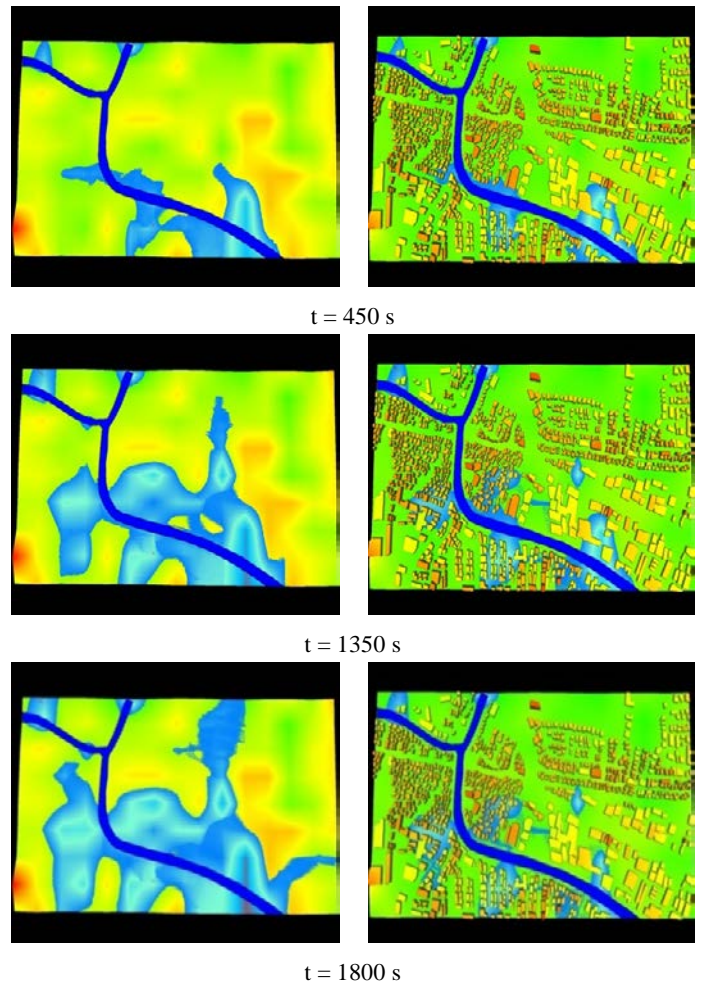 t = 450 s
t = 1350 s
t = 1800 s